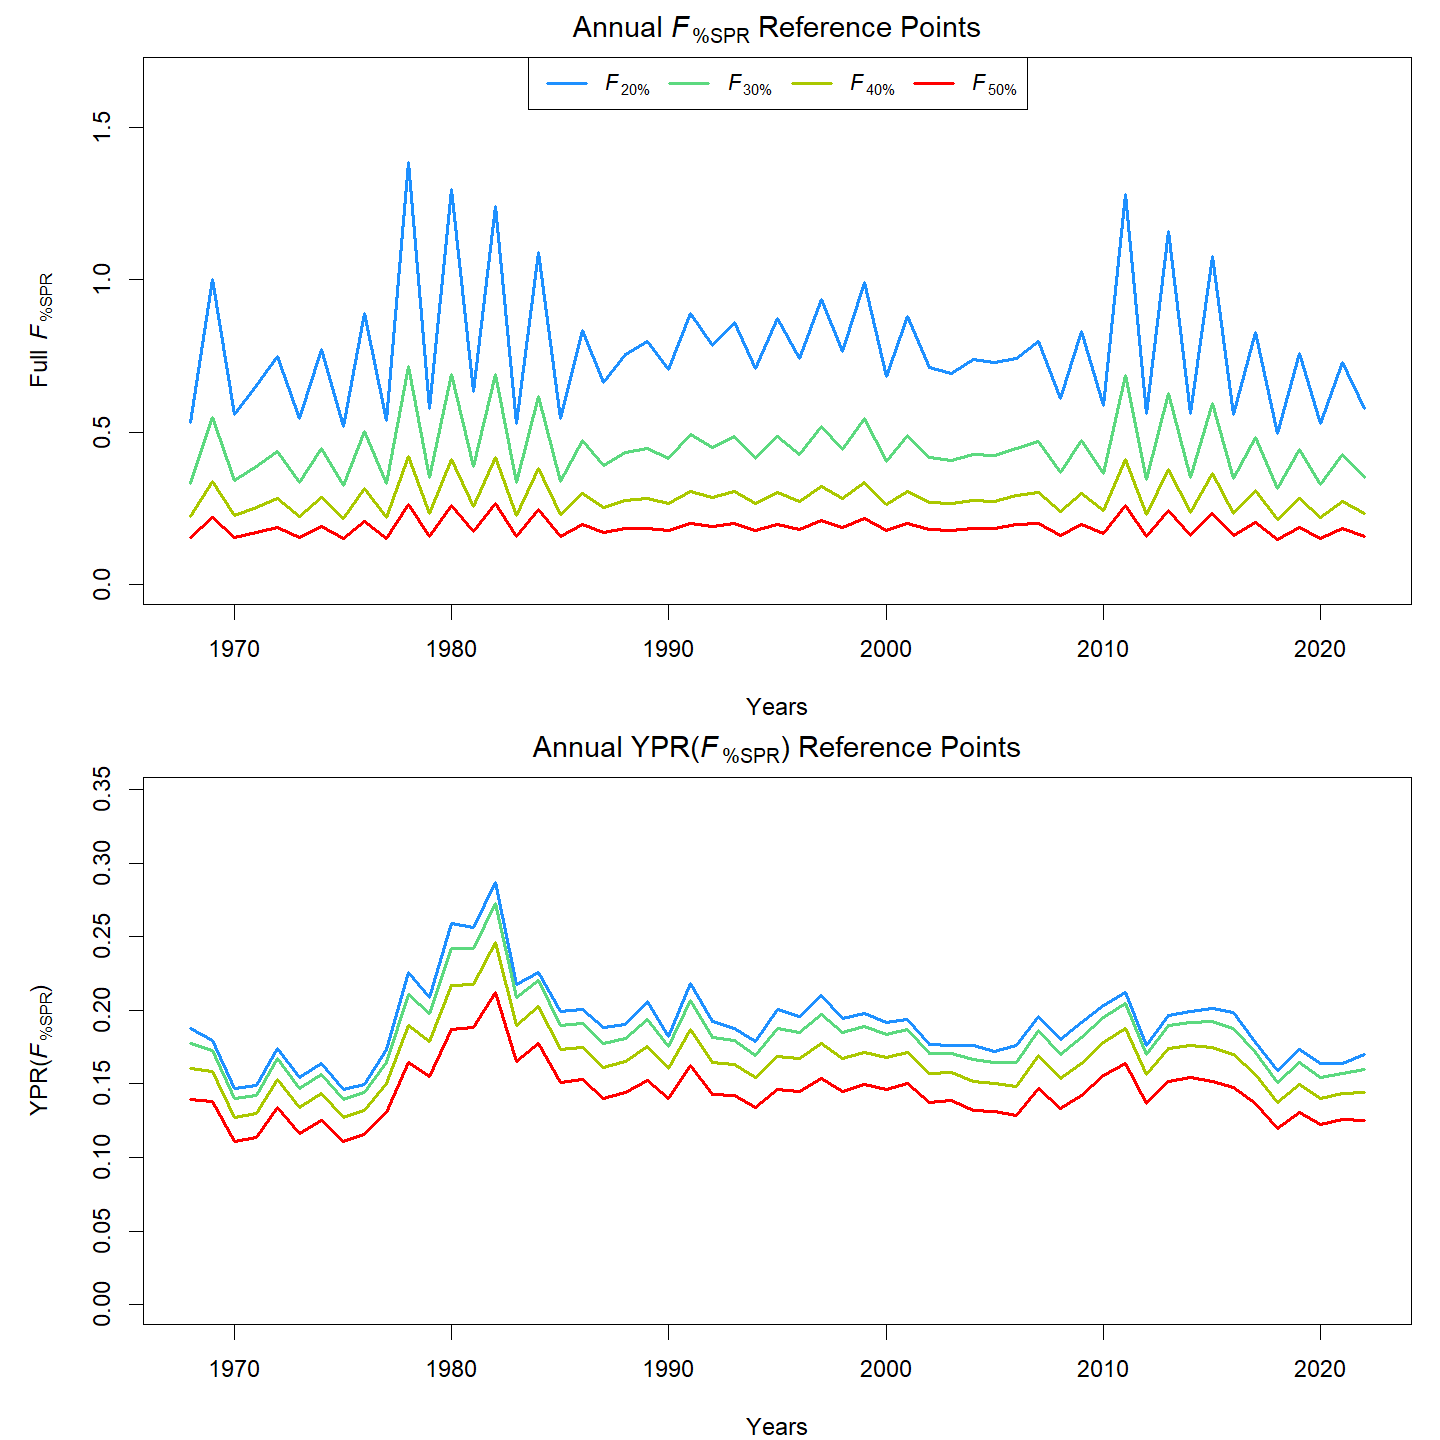 Annual F%SPR Reference Points
F20% F30% F40% F50%
Full F%SPR
1.5
1.0
0.5
0.0
1970 1980 1990 2000 2010 2020
Years
Annual YPR(F%SPR) Reference Points
YPR(F%SPR)
0.35
0.30
0.25
0.20
0.15
0.10
0.05
0.00
1970 1980 1990 2000 2010 2020
Years